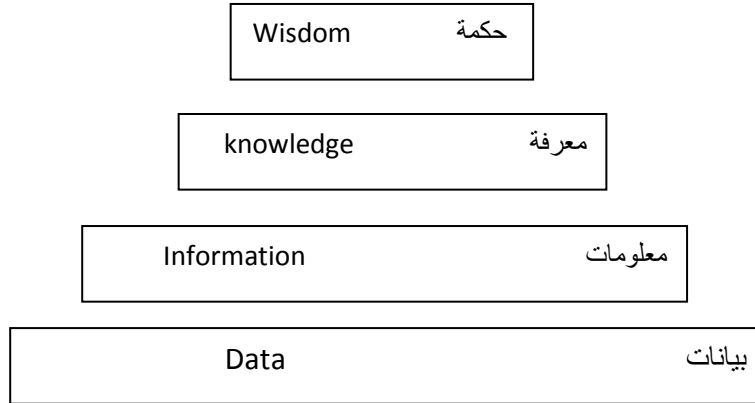 Wisdom حكمة
knowledge معرفة
Information معلومات
Data بيانات